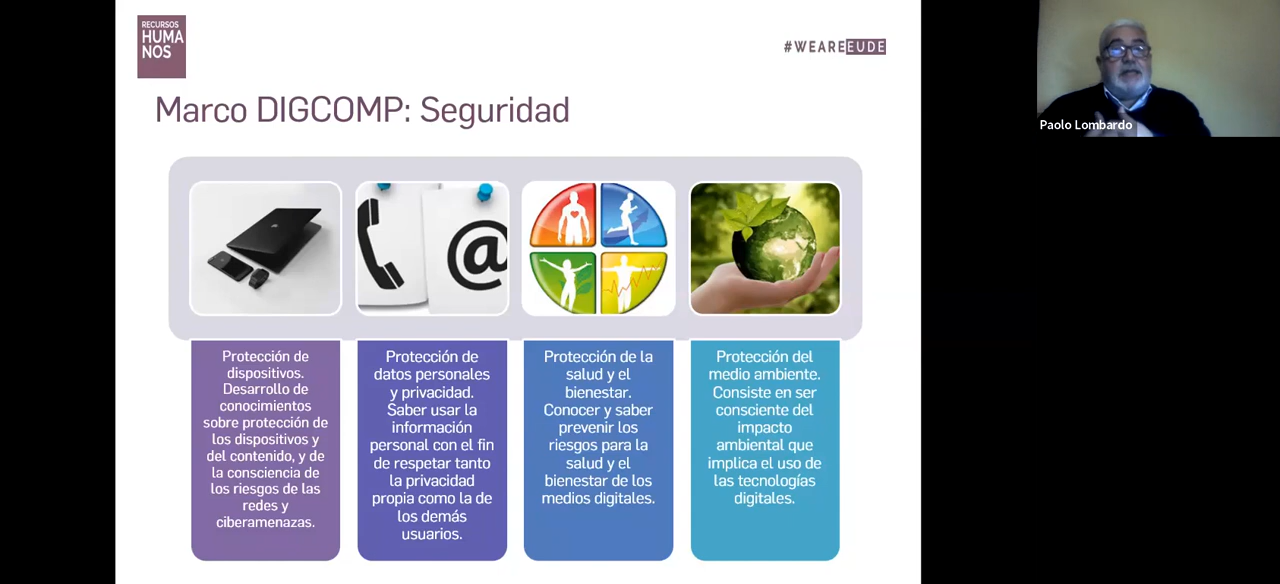 RECURSOS
HUMA
NOS
#WEAREEUDE
Marco DIGCOMP: Seguridad
@
Protección de
dispositivos.
Desarrollo de
conocimientos
sobre protección de
los dispositivos y
del contenido, y de
la consciencia de
los riesgos de las
redes y
ciberamenazas.
Protección de
datos personales
y privacidad.
Saber usar la
información
personal con el fin
de respetar tanto
la privacidad
propia como la de
los demás
usuarios.
Protección de la
salud y el
bienestar.
Conocer y saber
prevenir los
riesgos para la
salud y el
bienestar de los
medios digitales.
Protección del
medio ambiente.
Consiste en ser
consciente del
impacto
ambiental que
implica el uso de
las tecnologías
digitales.
Paolo Lombardo